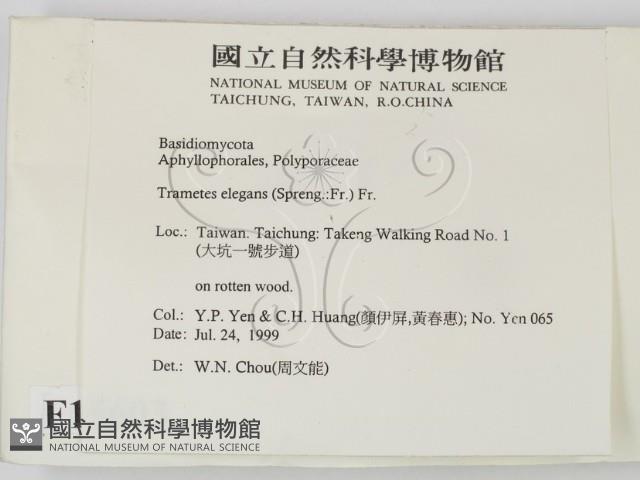 國立自然科學博物館
NATIONAL MUSEUM OF NATURAL SCIENCE
TAICHUNG, TAIWAN, R.O.CHINA
Basidiomycota
Aphyllophorales, Polyporaceae
Trametes elegans (Spreng.:Fr.) Fr.
Loc.: Taiwan. Taichung: Takeng Walking Road No. 1
(大坑一號步道)
on rotten wood.
Col.: Y.P. Yen & C.H. Huang(顏伊屏,黃春惠); No. Yen 065
Date: Jul. 24, 1999
Det.: W.N. Chou(周文能)
F1
國立自然科學博物館
NATIONAL MUSEUM OF NATURAL SCIENCE